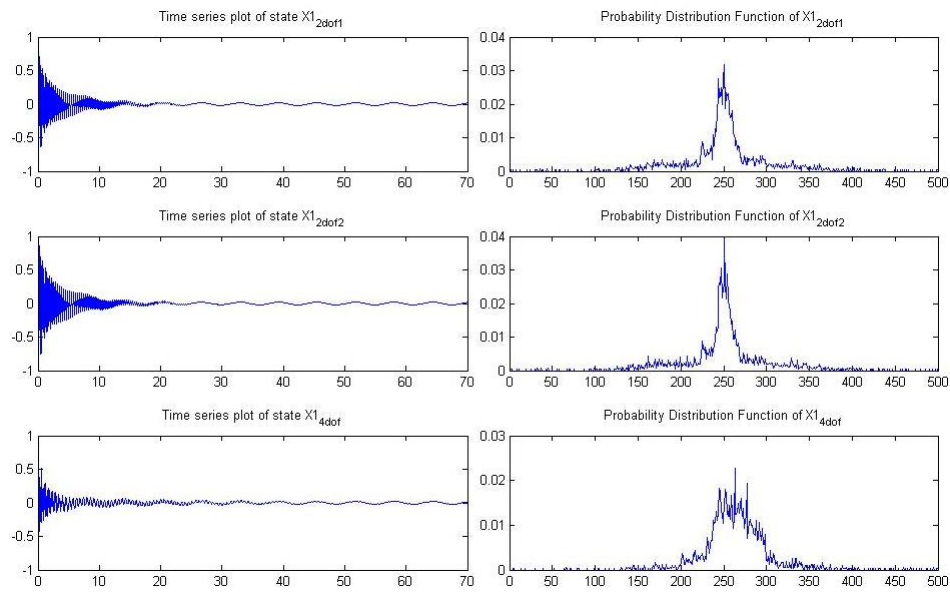 Time series plot of state X1_2dof1
1
0.5
0
-0.5
-1
0 10 20 30 40 50 60 70
Probability Distribution Function of X1_2dof1
0.04
0.03
0.02
0.01
0
0 50 100 150 200 250 300 350 400 450 500
Time series plot of state X1_2dof2
1
0.5
0
-0.5
-1
0 10 20 30 40 50 60 70
Probability Distribution Function of X1_2dof2
0.04
0.03
0.02
0.01
0
0 50 100 150 200 250 300 350 400 450 500
Time series plot of state X1_4dof
1
0.5
0
-0.5
-1
0 10 20 30 40 50 60 70
Probability Distribution Function of X1_4dof
0.03
0.02
0.01
0
0 50 100 150 200 250 300 350 400 450 500